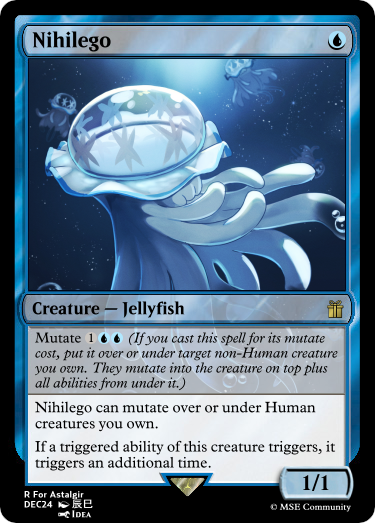 Nihilego
Creature — Jellyfish
Mutate 1 (If you cast this spell for its mutate
cost, put it over or under target non-Human creature
you own. They mutate into the creature on top plus
all abilities from under it.)
Nihilego can mutate over or under Human
creatures you own.
If a triggered ability of this creature triggers, it
triggers an additional time.
1/1
R For Astalgir
DEC24 辰巳
IDEA
© MSE Community